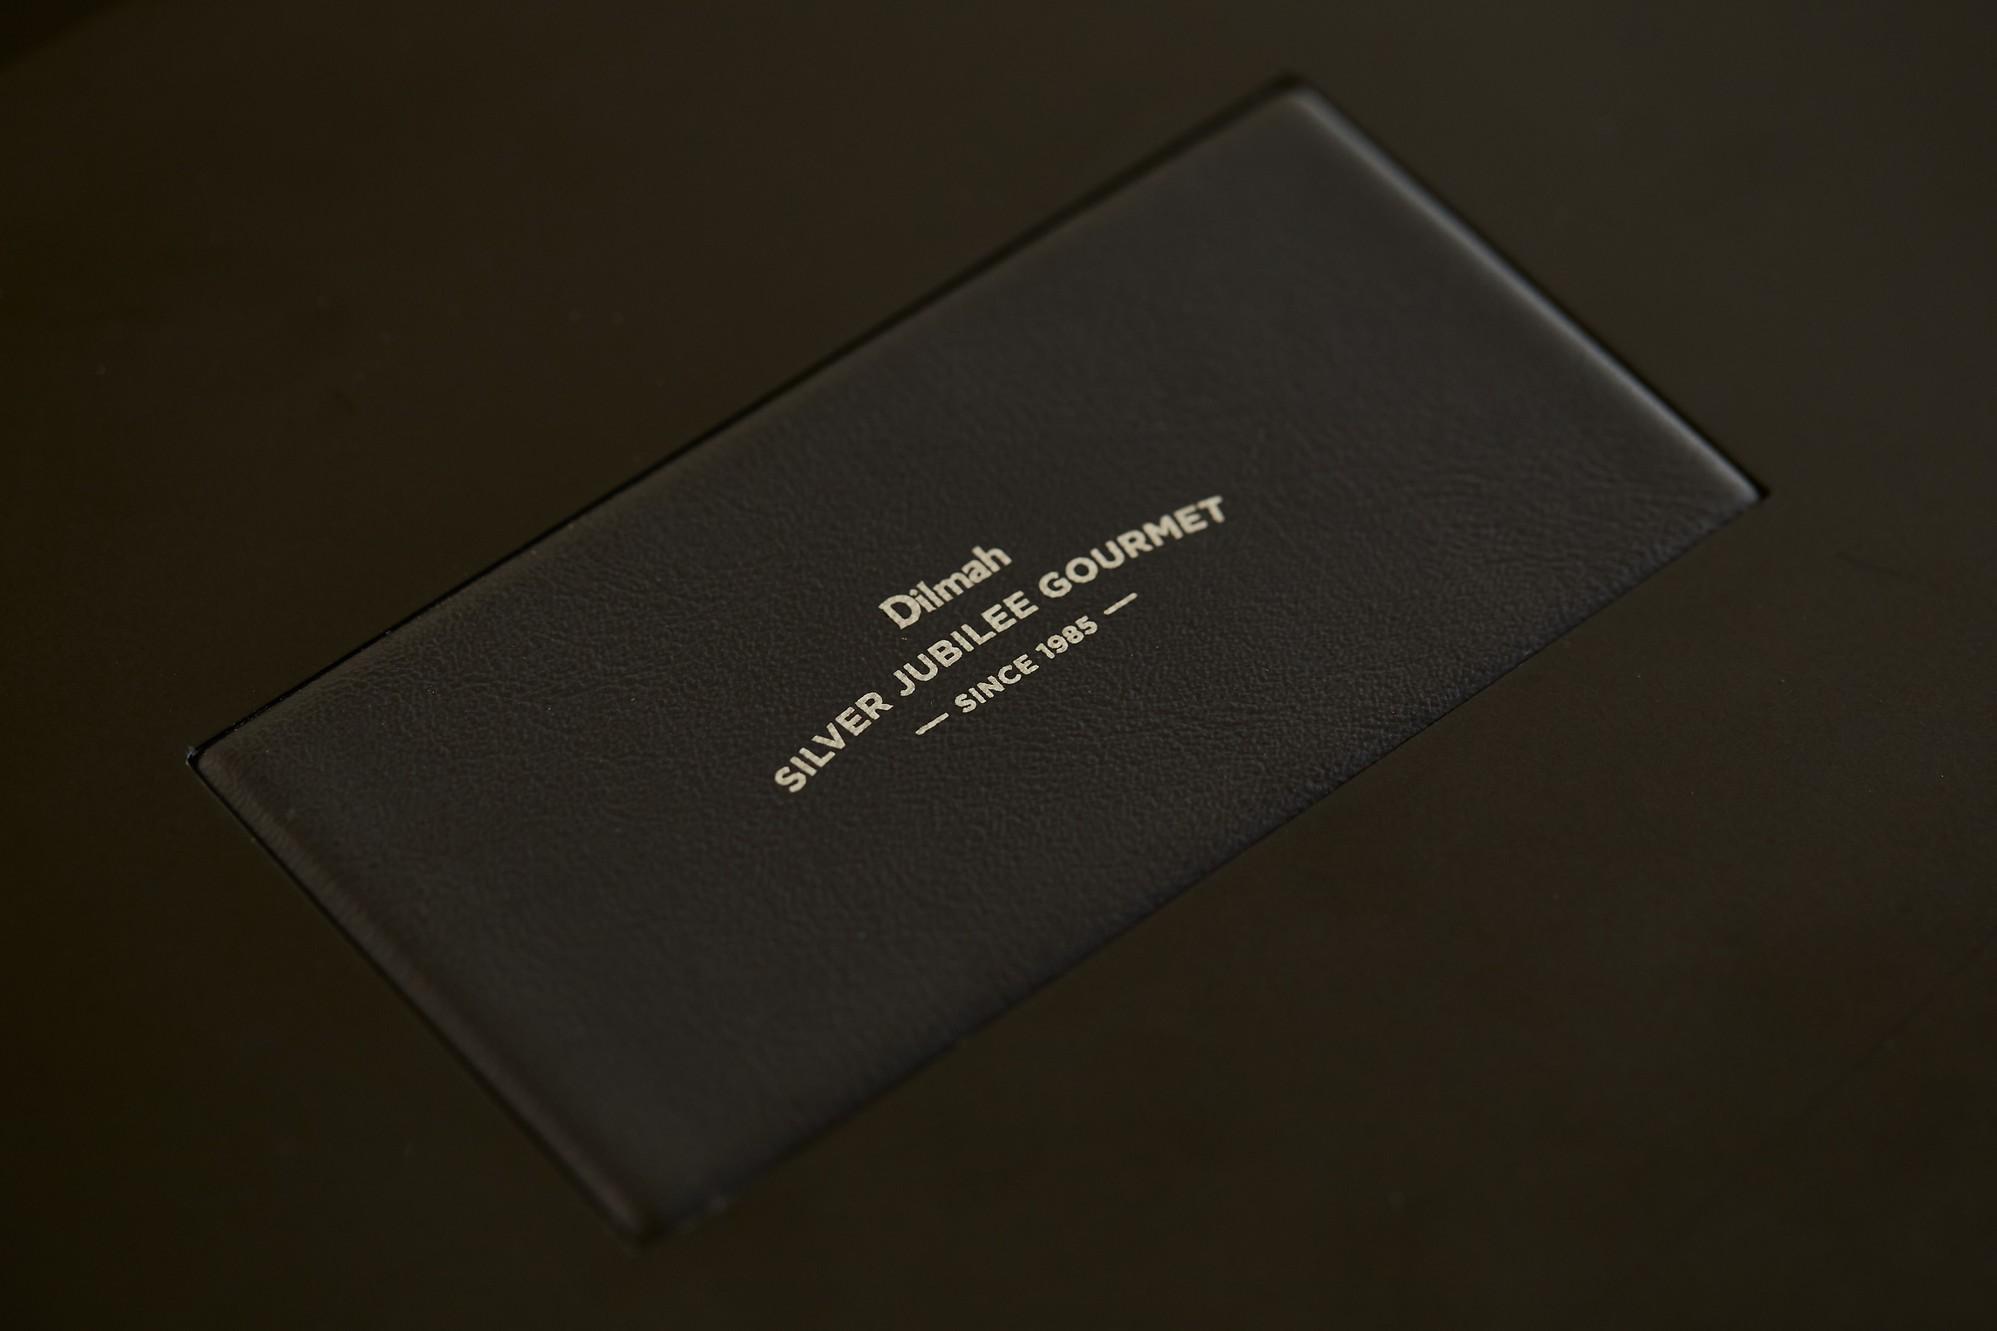 Dilmah
SILVER JUBILEE GOURMET
— SINCE 1985 —